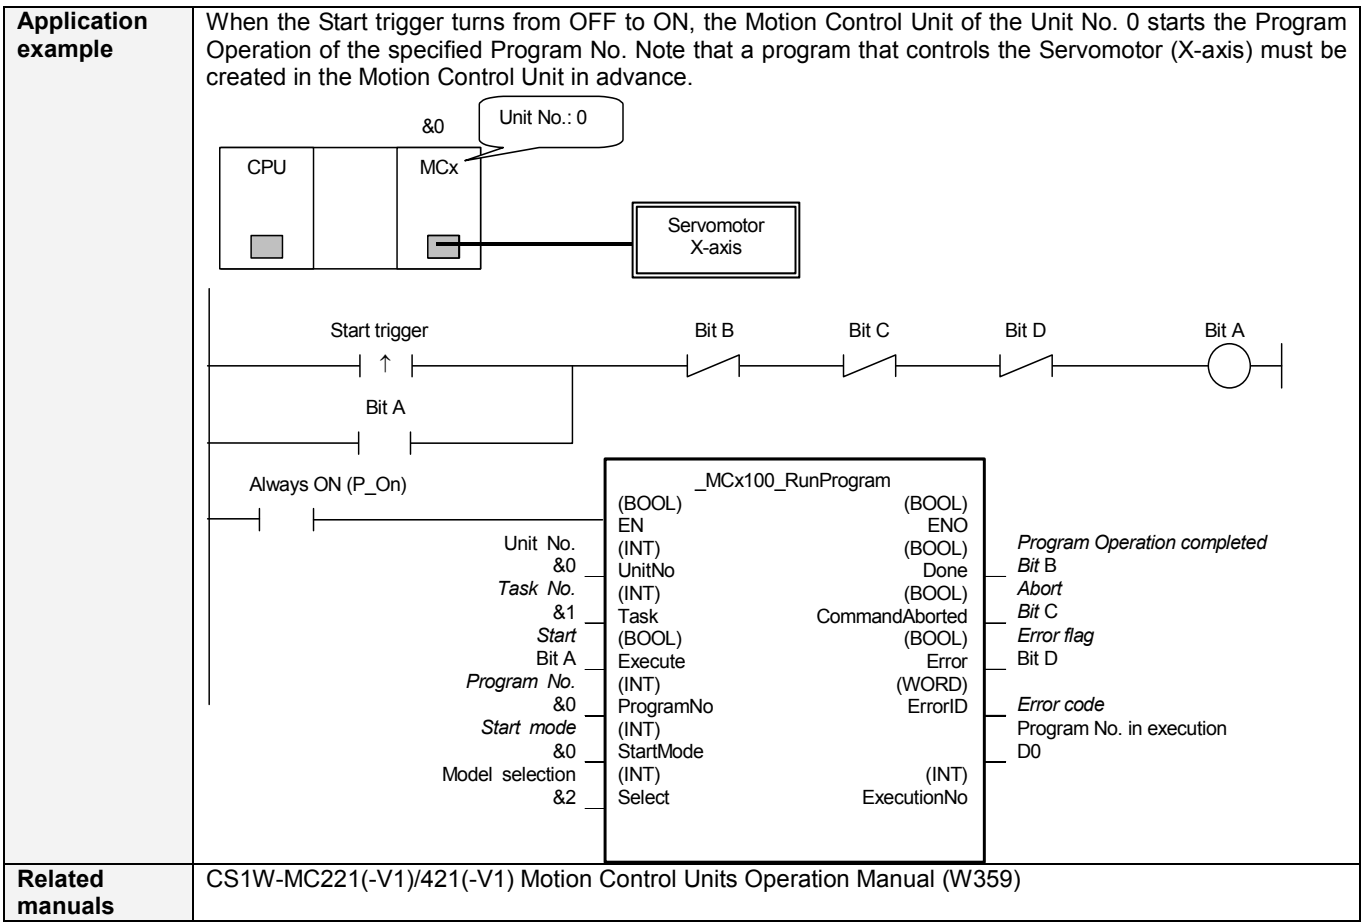 Application
example
When the Start trigger turns from OFF to ON, the Motion Control Unit of the Unit No. 0 starts the Program
Operation of the specified Program No. Note that a program that controls the Servomotor (X-axis) must be
created in the Motion Control Unit in advance.
&0
Unit No.: 0
CPU
MCx
Servomotor
X-axis
Start trigger
Bit B
Bit C
Bit D
Bit A
↑
Bit A
Always ON (P_On)
_MCx100_RunProgram
(BOOL) (BOOL)
EN ENO
Unit No. (INT) (BOOL) Program Operation completed
&0 UnitNo Done Bit B
Task No. (INT) (BOOL) Abort
&1 Task CommandAborted Bit C
Start (BOOL) (BOOL) Error flag
Bit A Execute Error Bit D
Program No. (INT) (WORD)
&0 ProgramNo ErrorID Error code
Start mode (INT) Program No. in execution
&0 StartMode D0
Model selection (INT) (INT)
&2 Select ExecutionNo
Related
manuals
CS1W-MC221(-V1)/421(-V1) Motion Control Units Operation Manual (W359)